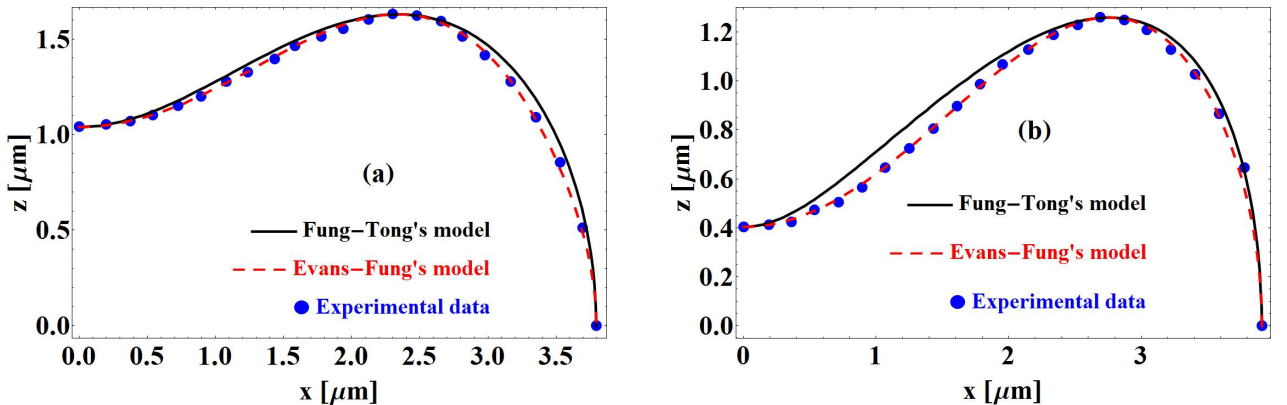 1.5
1.0
0.5
0.0
z [μm]
(a)
Fung−Tong's model
Evans−Fung's model
Experimental data
0.0 0.5 1.0 1.5 2.0 2.5 3.0 3.5
x [μm]
1.2
1.0
0.8
0.6
0.4
0.2
0.0
z [μm]
(b)
Fung−Tong's model
Evans−Fung's model
Experimental data
0 1 2 3
x [μm]